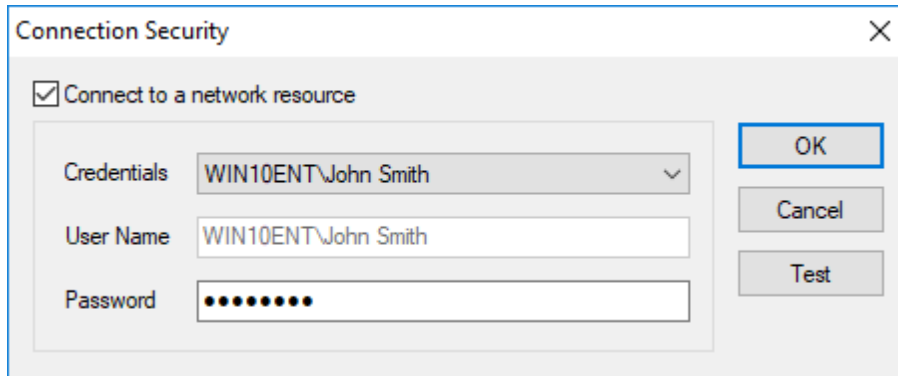 Connection Security
Connect to a network resource
Credentials WIN10ENT\John Smith
User Name WIN10ENT\John Smith
Password ●●●●●●●●
OK
Cancel
Test